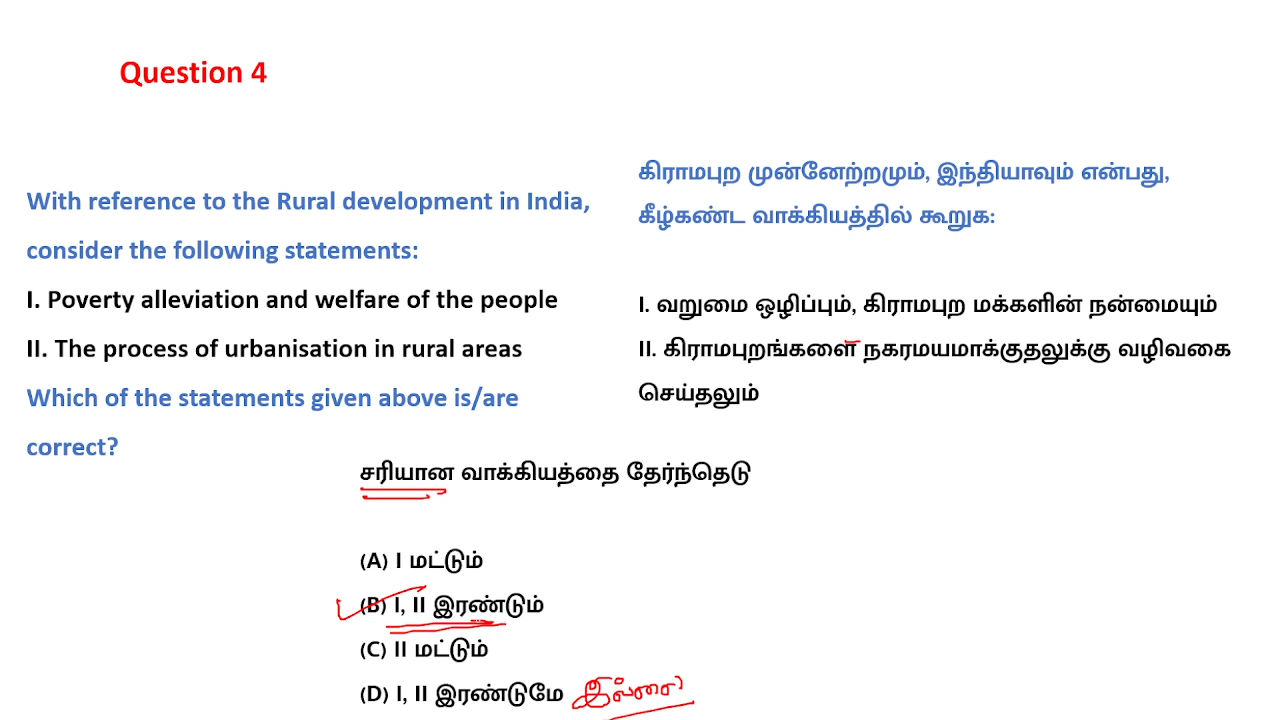 Question 4
With reference to the Rural development in India,
consider the following statements:
I. Poverty alleviation and welfare of the people
II. The process of urbanisation in rural areas
Which of the statements given above is/are
correct?
கிராமபுற முன்னேற்றமும், இந்தியாவும் என்பது,
கீழ்கண்ட வாக்கியத்தில் கூறுக:
I. வறுமை ஒழிப்பும், கிராமபுற மக்களின் நன்மையும்
II. கிராமபுறங்களை நகரமயமாக்குதலுக்கு வழிவகை
செய்தலும்
சரியான வாக்கியத்தை தேர்ந்தெடு
(A) I மட்டும்
(B) I, II இரண்டும்
(C) II மட்டும்
(D) I, II இரண்டுமே இல்லை